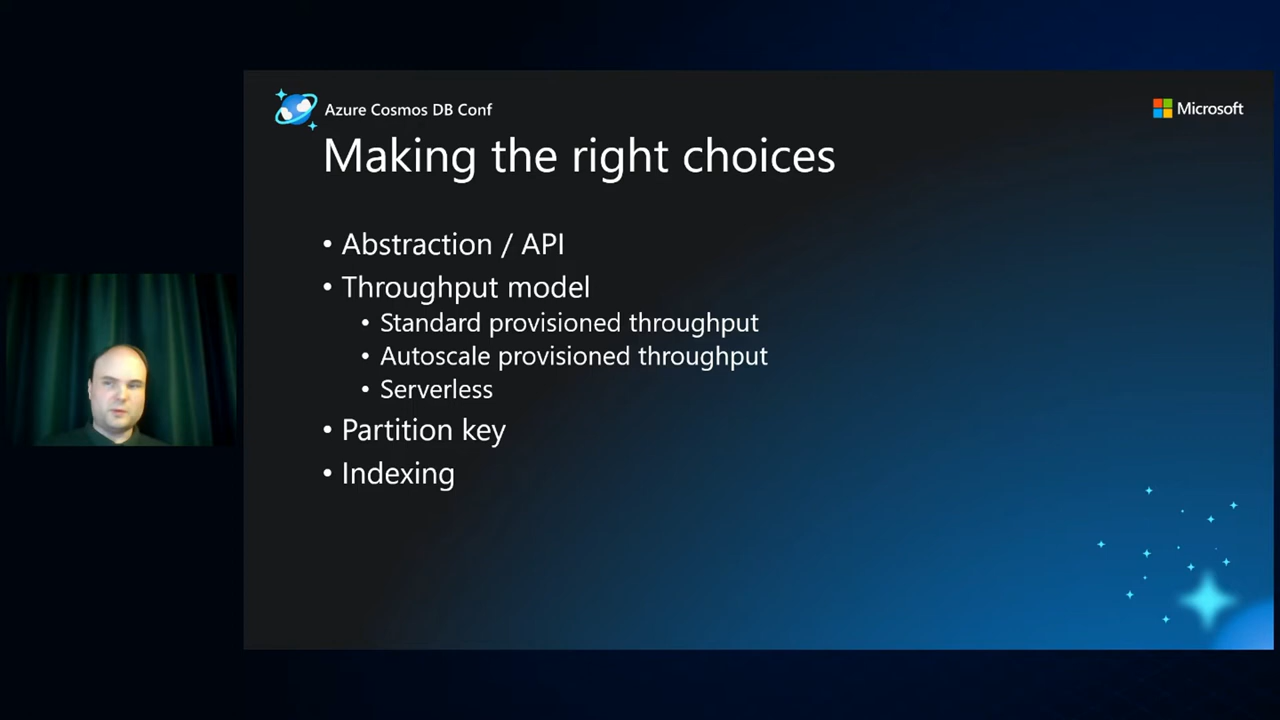 Azure Cosmos DB Conf
Microsoft
Making the right choices
• Abstraction / API
• Throughput model
• Standard provisioned throughput
• Autoscale provisioned throughput
• Serverless
• Partition key
• Indexing